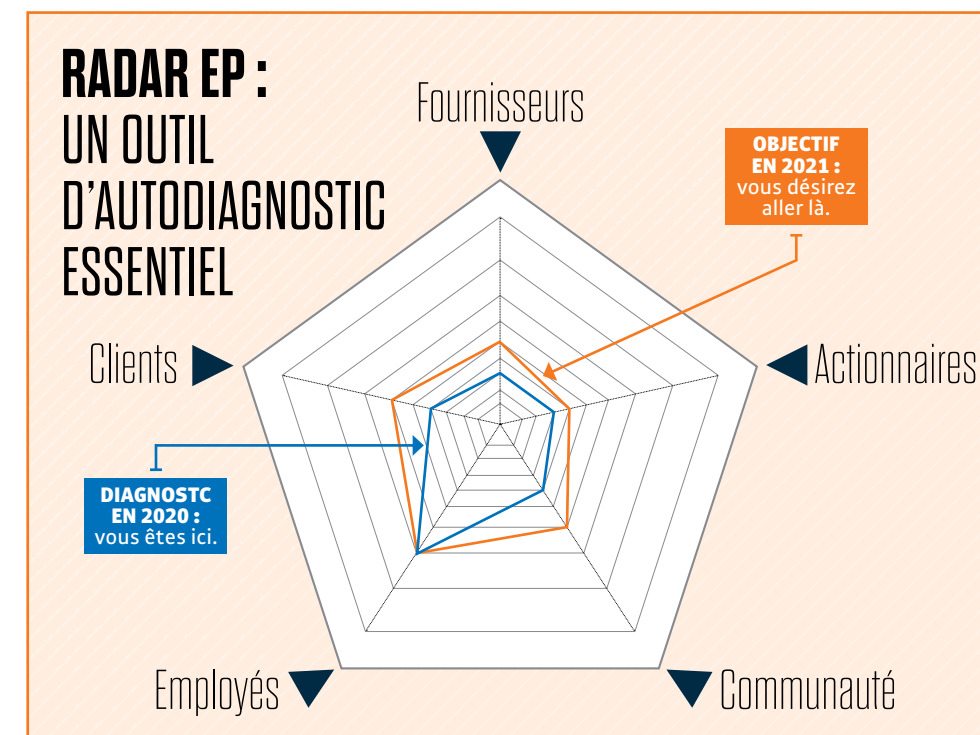 RADAR EP :
UN OUTIL
D'AUTODIAGNOSTIC
ESSENTIEL
Fournisseurs
OBJECTIF
EN 2021 :
vous désirez
aller là.
Clients
Actionnaires
DIAGNOSTC
EN 2020 :
vous êtes ici.
Employés
Communauté